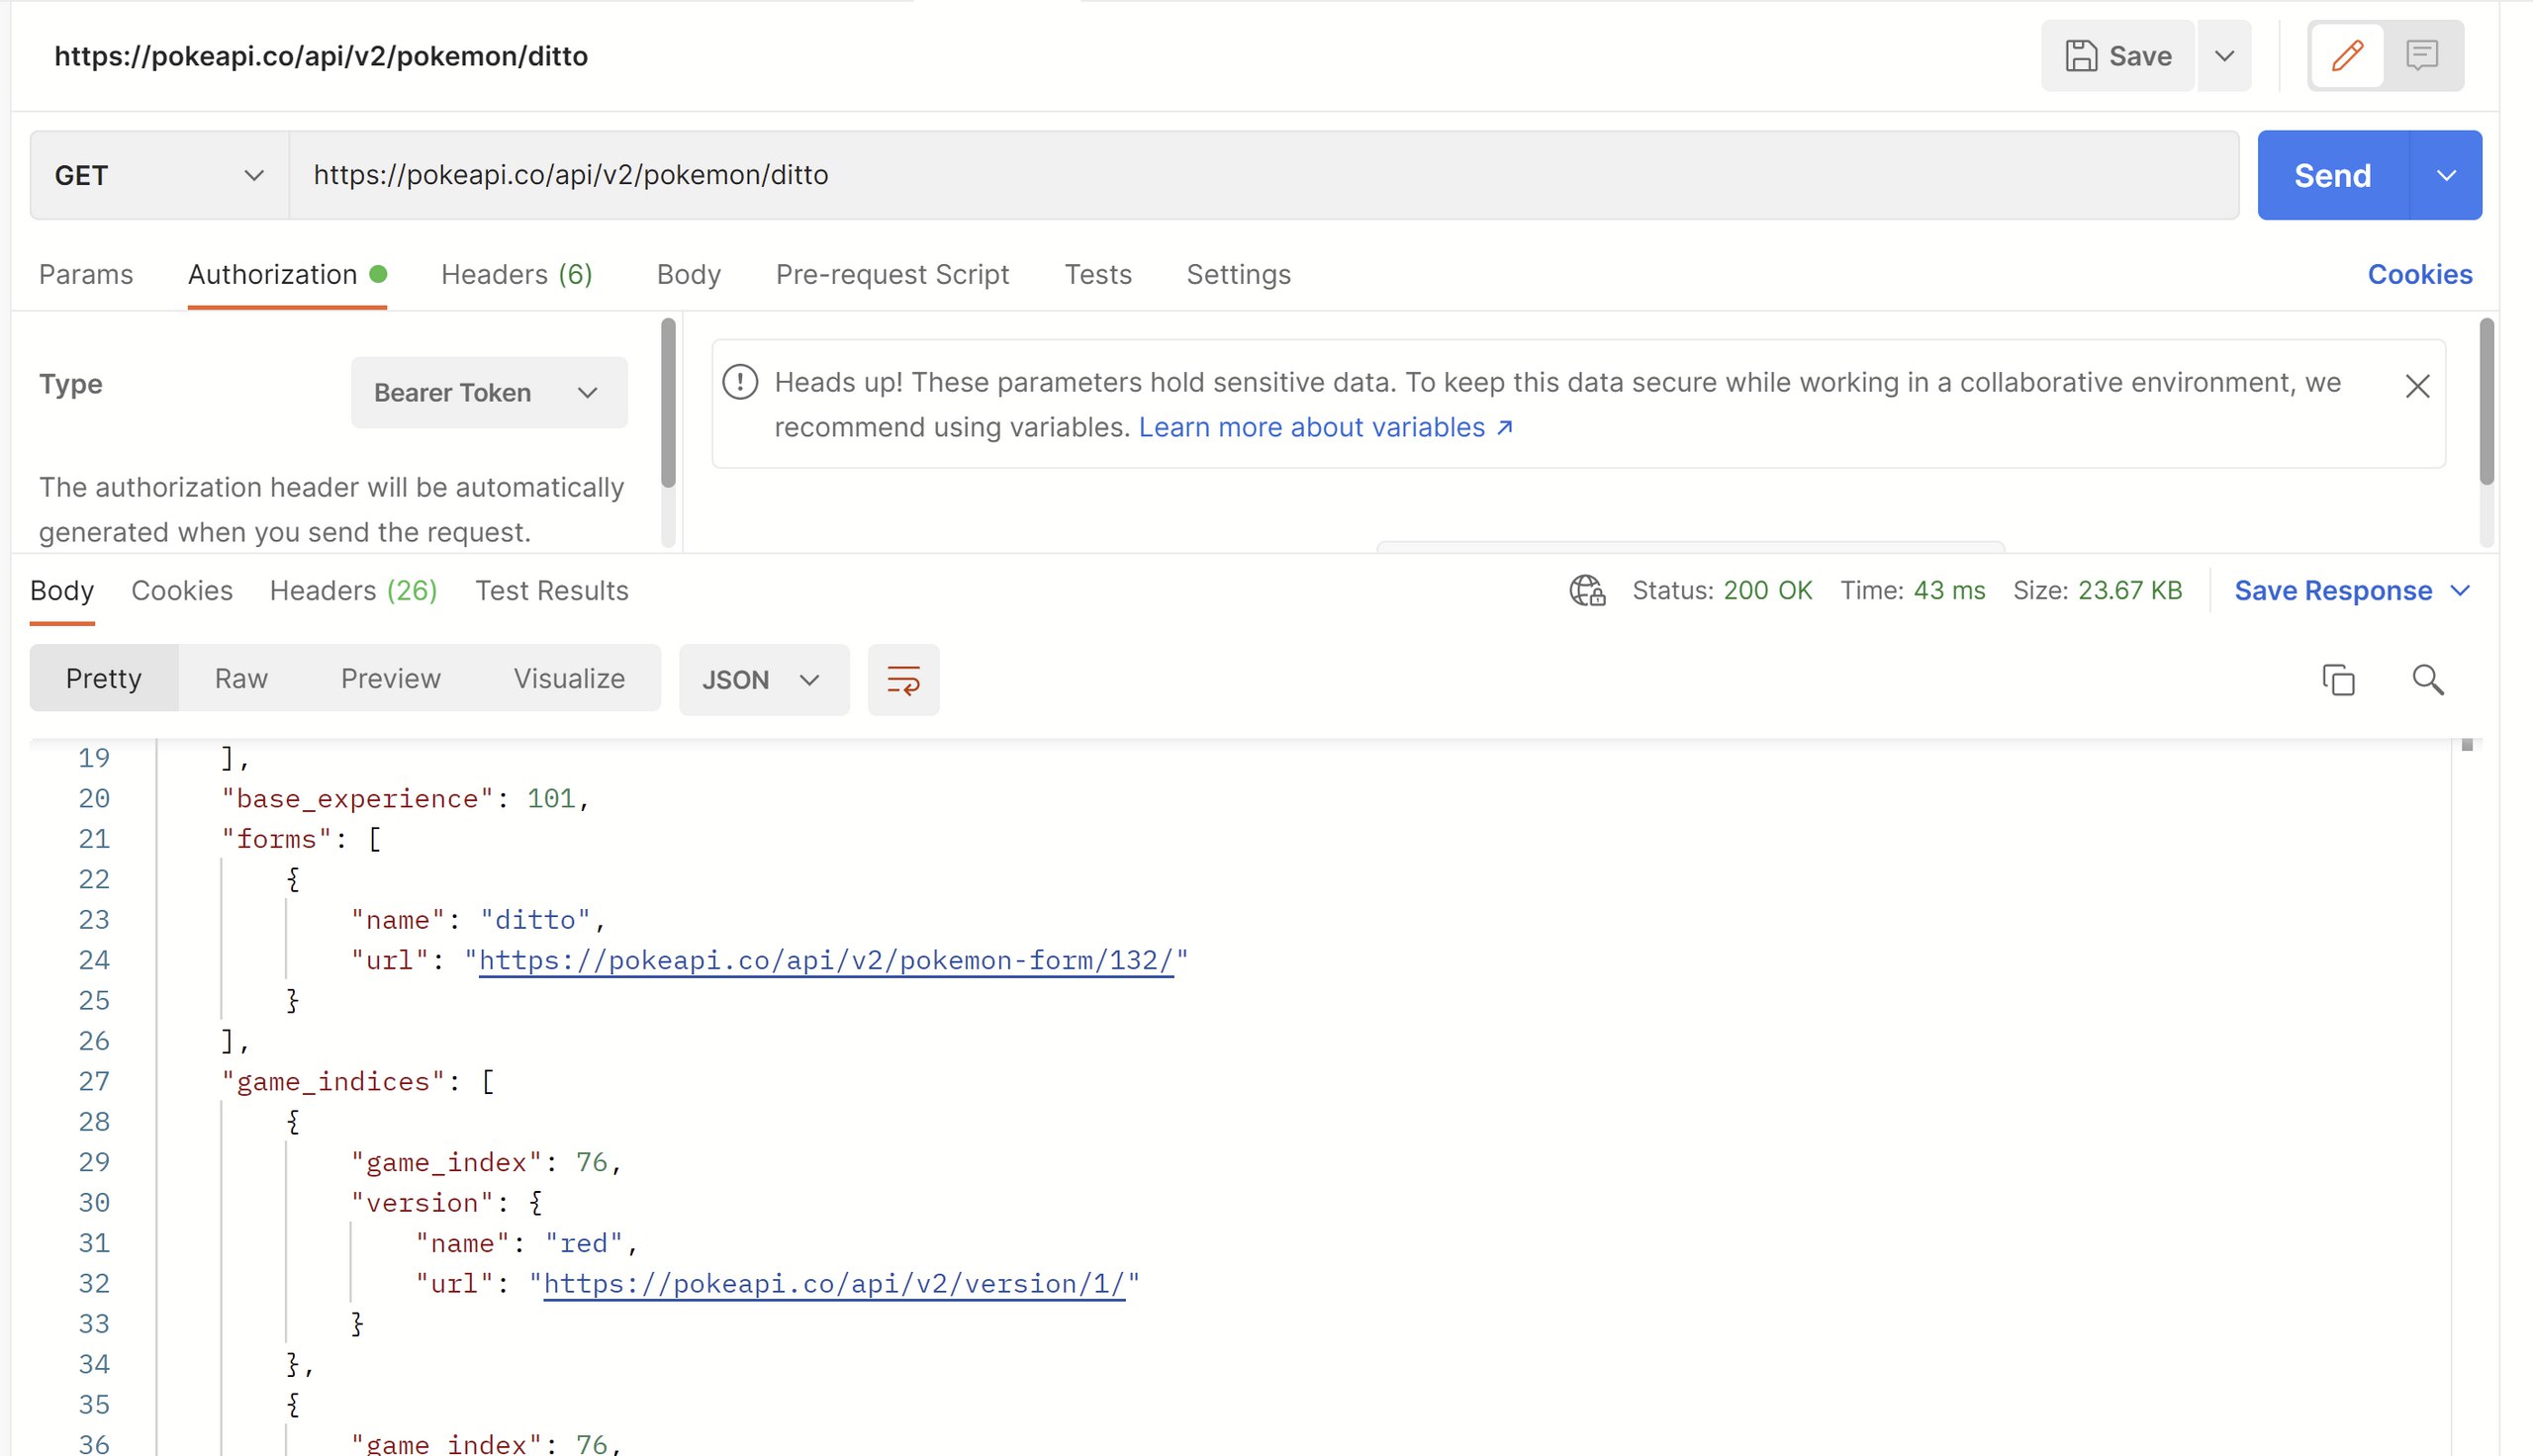 https://pokeapi.co/api/v2/pokemon/ditto
Save
GET https://pokeapi.co/api/v2/pokemon/ditto Send
Params Authorization Headers (6) Body Pre-request Script Tests Settings Cookies
Type Bearer Token
The authorization header will be automatically
generated when you send the request.
Heads up! These parameters hold sensitive data. To keep this data secure while working in a collaborative environment, we
recommend using variables. Learn more about variables ↗
Body Cookies Headers (26) Test Results Status: 200 OK Time: 43 ms Size: 23.67 KB Save Response
Pretty Raw Preview Visualize JSON
19 ],
20 "base_experience": 101,
21 "forms": [
22 {
23 "name": "ditto",
24 "url": "https://pokeapi.co/api/v2/pokemon-form/132/"
25 }
26 ],
27 "game_indices": [
28 {
29 "game_index": 76,
30 "version": {
31 "name": "red",
32 "url": "https://pokeapi.co/api/v2/version/1/"
33 }
34 },
35 {
36 "game_index": 76,